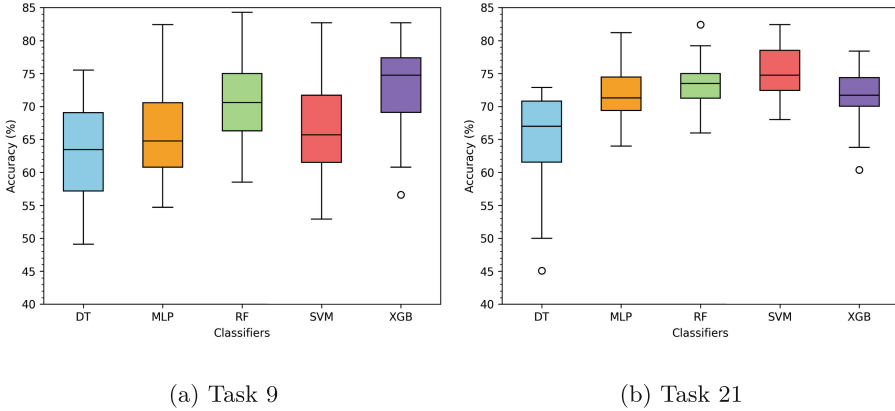 85
80
75
70
65
60
55
50
45
40
Accuracy (%)
DT MLP RF SVM XGB
Classifiers
(a) Task 9
85
80
75
70
65
60
55
50
45
40
Accuracy (%)
DT MLP RF SVM XGB
Classifiers
(b) Task 21